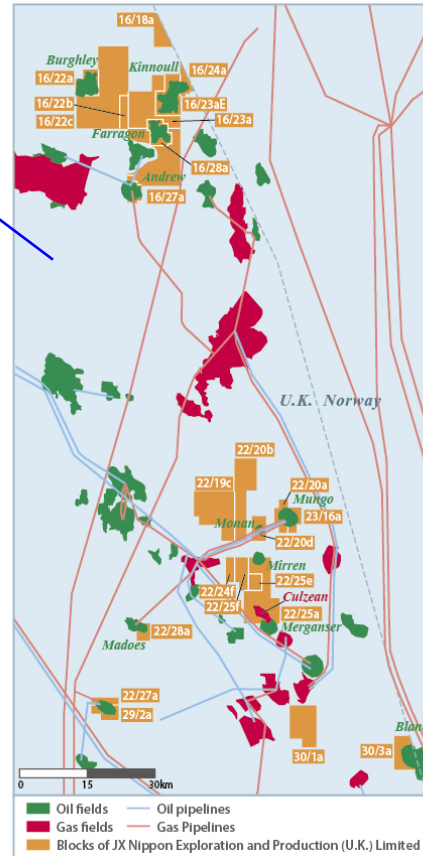 16/18a
Burghley
Kinnoull
16/24a
16/22a
16/22b
16/23aE
16/22c
16/23a
Farragon
16/28a
Andrew
16/27a
U.K. Norway
22/20b
22/19c
22/20a
Mungo
23/16a
Monan
22/20d
Mirren
22/24f
22/25e
22/25f
Culzean
22/25a
Merganser
22/28a
Madoes
22/27a
29/2a
30/1a
30/3a
Blan
0 15 30km
Oil fields Oil pipelines
Gas fields Gas Pipelines
Blocks of JX Nippon Exploration and Production (U.K.) Limited